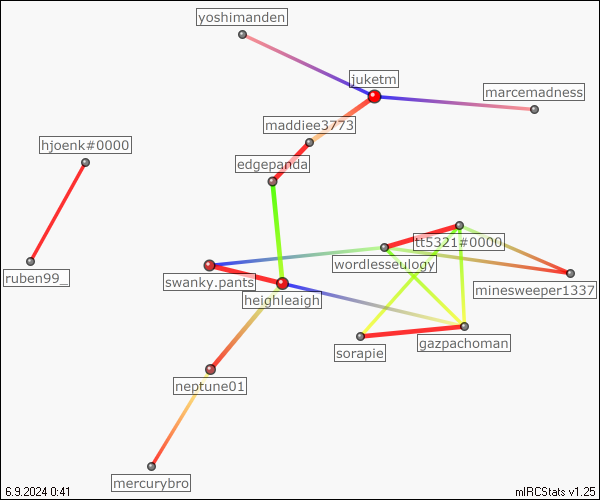 yoshimanden
juketm
marcemadness
maddiee3773
hjoenk#0000
edgepanda
tt5321#0000
wordlesseulogy
ruben99_
swanky.pants
minesweeper1337
heighleaigh
gazpachoman
sorapie
neptune01
mercurybro
6.9.2024 0:41
mIRCStats v1.25